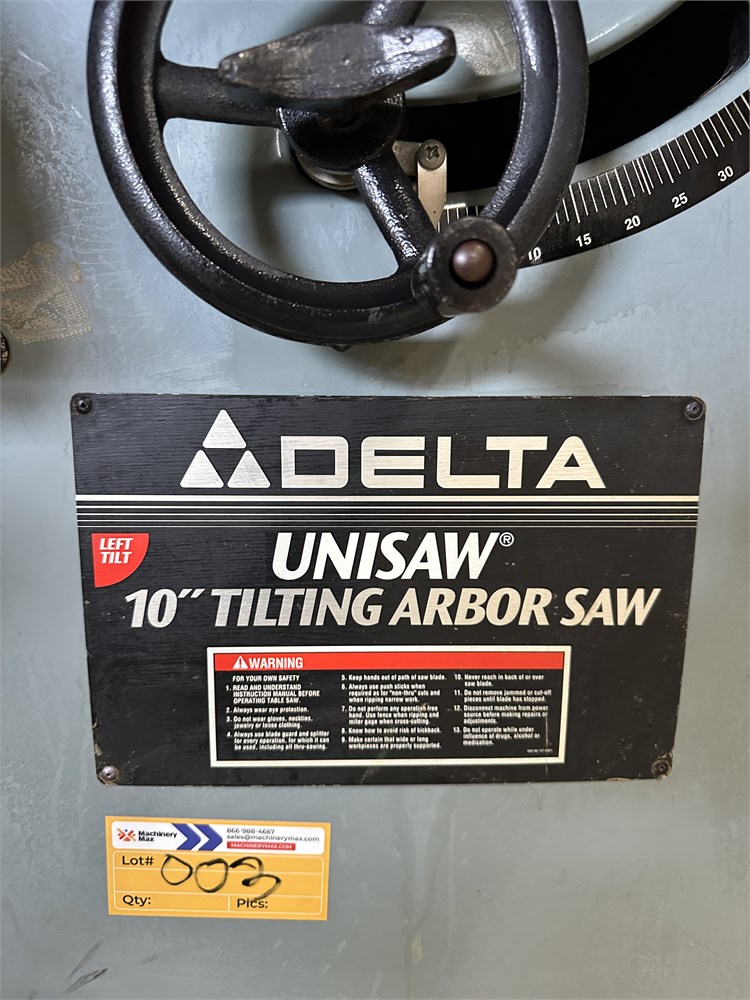 10 15 20 25 30
DELTA
LEFT
TILT
UNISAW®
10" TILTING ARBOR SAW
WARNING
FOR YOUR OWN SAFETY
1. READ AND UNDERSTAND
INSTRUCTION MANUAL BEFORE
OPERATING TABLE SAW.
2. Always wear eye protection.
3. Do not wear gloves, neckties,
jewelry or loose clothing.
4. Always use blade guard and splitter
for every operation, for which it can
be used, including all thru-sawing.
5. Keep hands out of path of saw blade.
6. Always use push sticks when
required as for "non-thru" cuts and
when ripping narrow work.
7. Do not perform any operation free
hand. Use fence when ripping and
miter gage when cross-cutting.
8. Know how to avoid risk of kickback.
9. Make certain that wide or long
workpieces are properly supported.
10. Never reach in back of or over
saw blade.
11. Do not remove jammed or cut-off
pieces until blade has stopped.
12. Disconnect machine from power
source before making repairs or
adjustments.
13. Do not operate while under
influence of drugs, alcohol or
medication.
Machinery
Max
866-988-4687
sales@machinerymax.com
MACHINERYMAX.COM
Lot# 003
Qty: Pics: